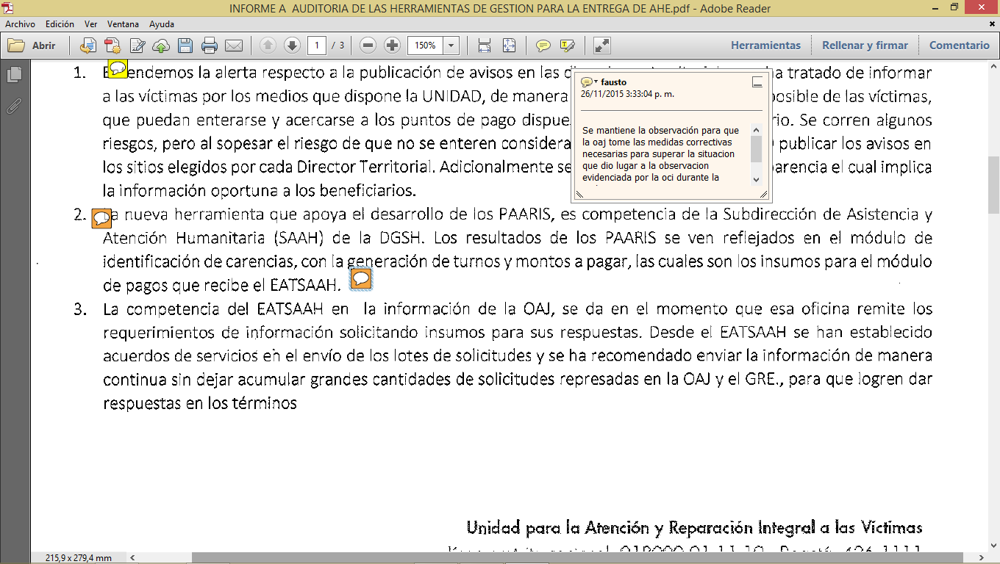 INFORME A AUDITORIA DE LAS HERRAMIENTAS DE GESTION PARA LA ENTREGA DE AHE.pdf - Adobe Reader
Archivo Edición Ver Ventana Ayuda
Abrir 1 / 3 150% Herramientas Rellenar y firmar Comentario
1. endemos la alerta respecto a la publicación de avisos en las ha tratado de informar
a las víctimas por los medios que dispone la UNIDAD, de manera posible de las víctimas,
que puedan enterarse y acercarse a los puntos de pago dispue rio. Se corren algunos
riesgos, pero al sopesar el riesgo de que no se enteren considera publicar los avisos en
los sitios elegidos por cada Director Territorial. Adicionalmente se arencia el cual implica
la información oportuna a los beneficiarios.
fausto
26/11/2015 3:33:04 p. m.
Se mantiene la observación para que
la oaj tome las medidas correctivas
necesarias para superar la situacion
que dio lugar a la observacion
evidenciada por la oci durante la
2. La nueva herramienta que apoya el desarrollo de los PAARIS, es competencia de la Subdirección de Asistencia y
Atención Humanitaria (SAAH) de la DGSH. Los resultados de los PAARIS se ven reflejados en el módulo de
identificación de carencias, con la generación de turnos y montos a pagar, las cuales son los insumos para el módulo
de pagos que recibe el EATSAAH.
3. La competencia del EATSAAH en la información de la OAJ, se da en el momento que esa oficina remite los
requerimientos de información solicitando insumos para sus respuestas. Desde el EATSAAH se han establecido
acuerdos de servicios en el envío de los lotes de solicitudes y se ha recomendado enviar la información de manera
continua sin dejar acumular grandes cantidades de solicitudes represadas en la OAJ y el GRE., para que logren dar
respuestas en los términos
Unidad para la Atención y Reparación Integral a las Víctimas
215,9 x 279,4 mm